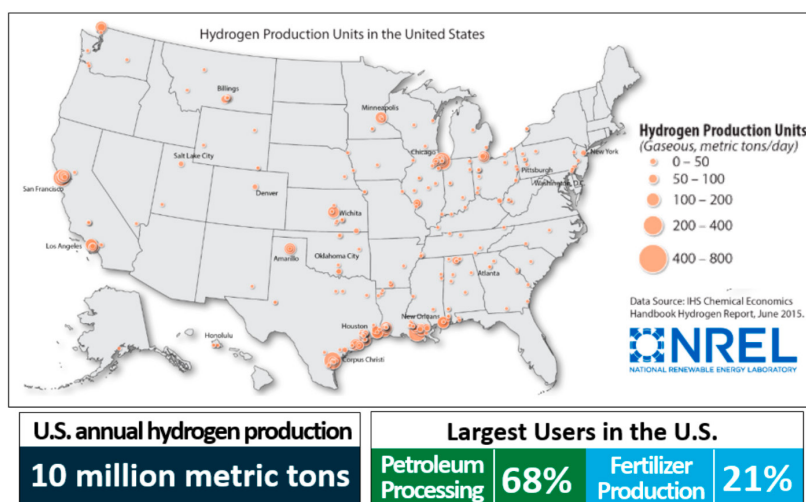 Hydrogen Production Units in the United States
Billings
Minneapolis
Chicago
New York
Salt Lake City
Pittsburgh
Washington, D.C.
San Francisco
Denver
Wichita
Los Angeles
Amarillo
Oklahoma City
Atlanta
New Orleans
Houston
Honolulu
Corpus Christi
Hydrogen Production Units
(Gaseous, metric tons/day)
0 – 50
50 – 100
100 – 200
200 – 400
400 – 800
Data Source: IHS Chemical Economics
Handbook Hydrogen Report, June 2015.
NREL
NATIONAL RENEWABLE ENERGY LABORATORY
U.S. annual hydrogen production
10 million metric tons
Largest Users in the U.S.
Petroleum
Processing
68%
Fertilizer
Production
21%